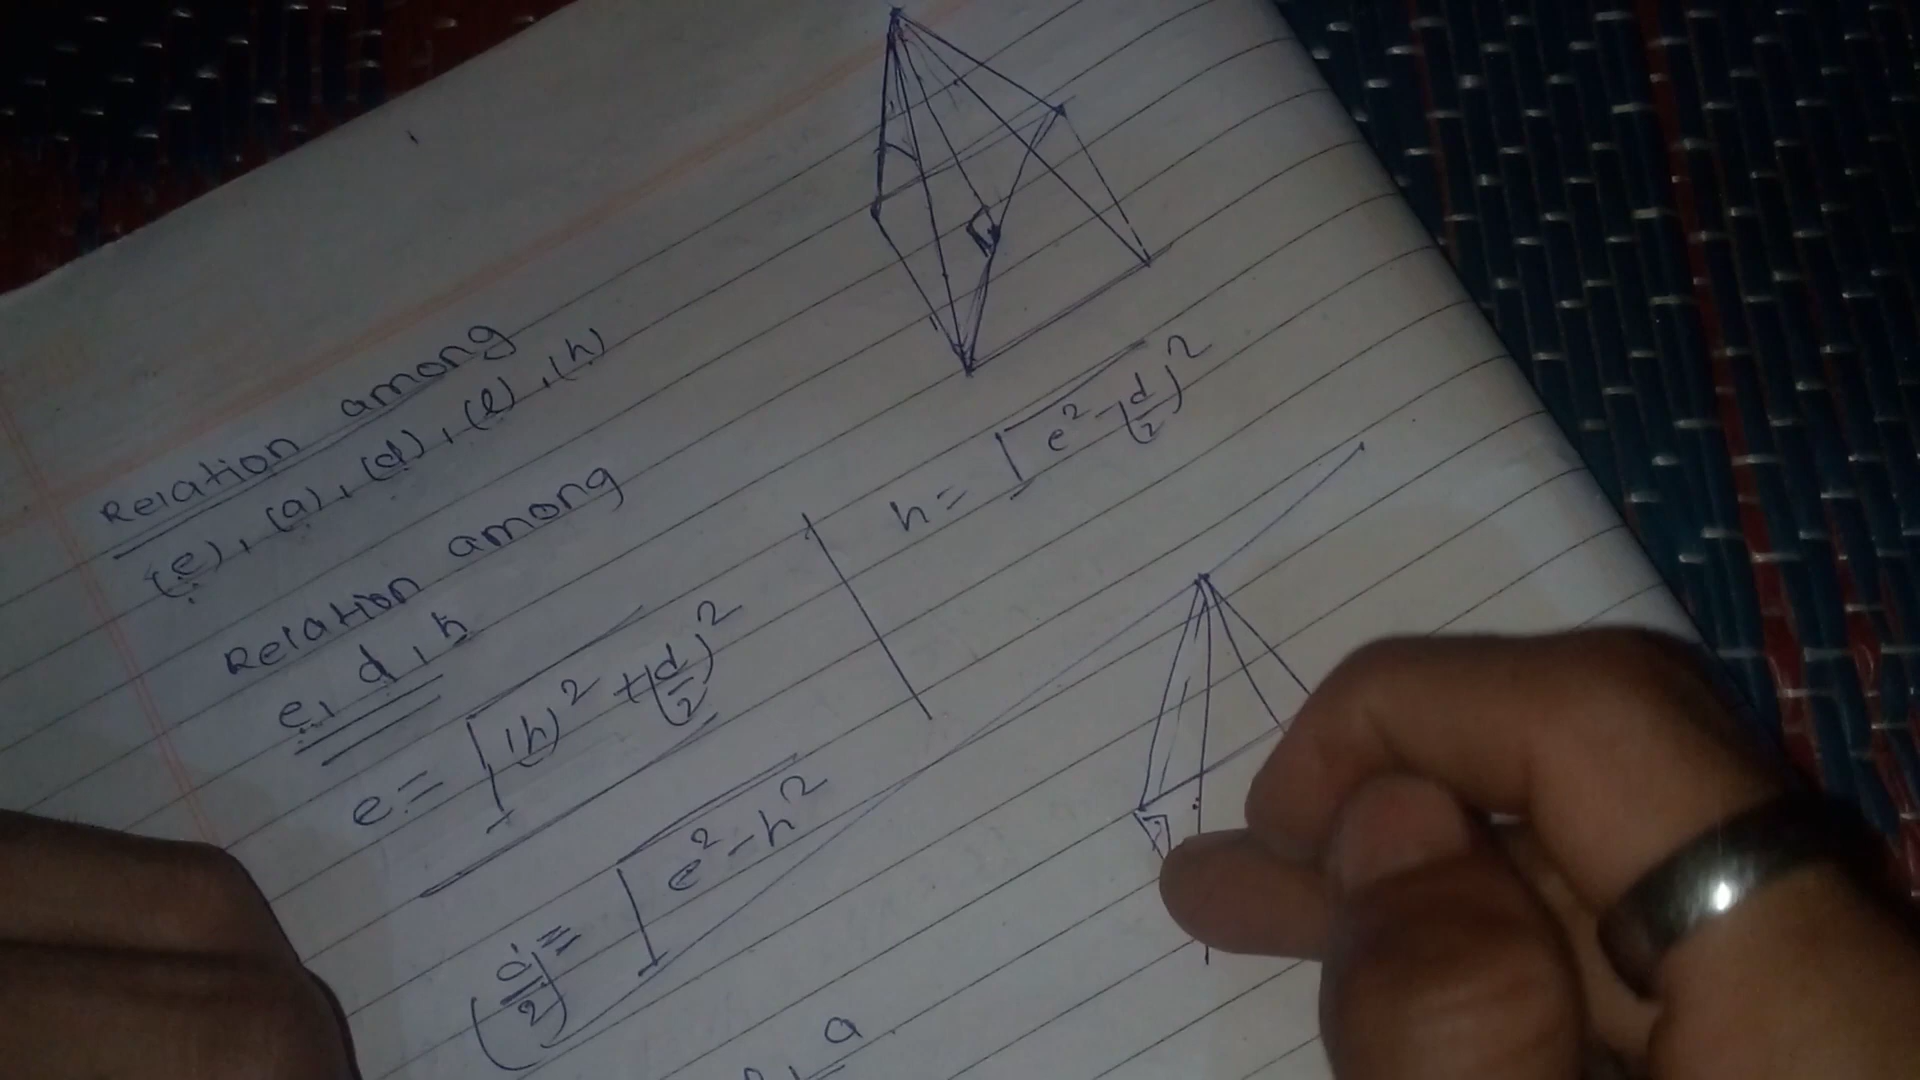 Relation among
(e), (a), (d), (l), (h)
Relation among
e, d, h
e = √(h)² + (d/2)²
h = √e² - (d/2)²
(d/2) = √e² - h²
a